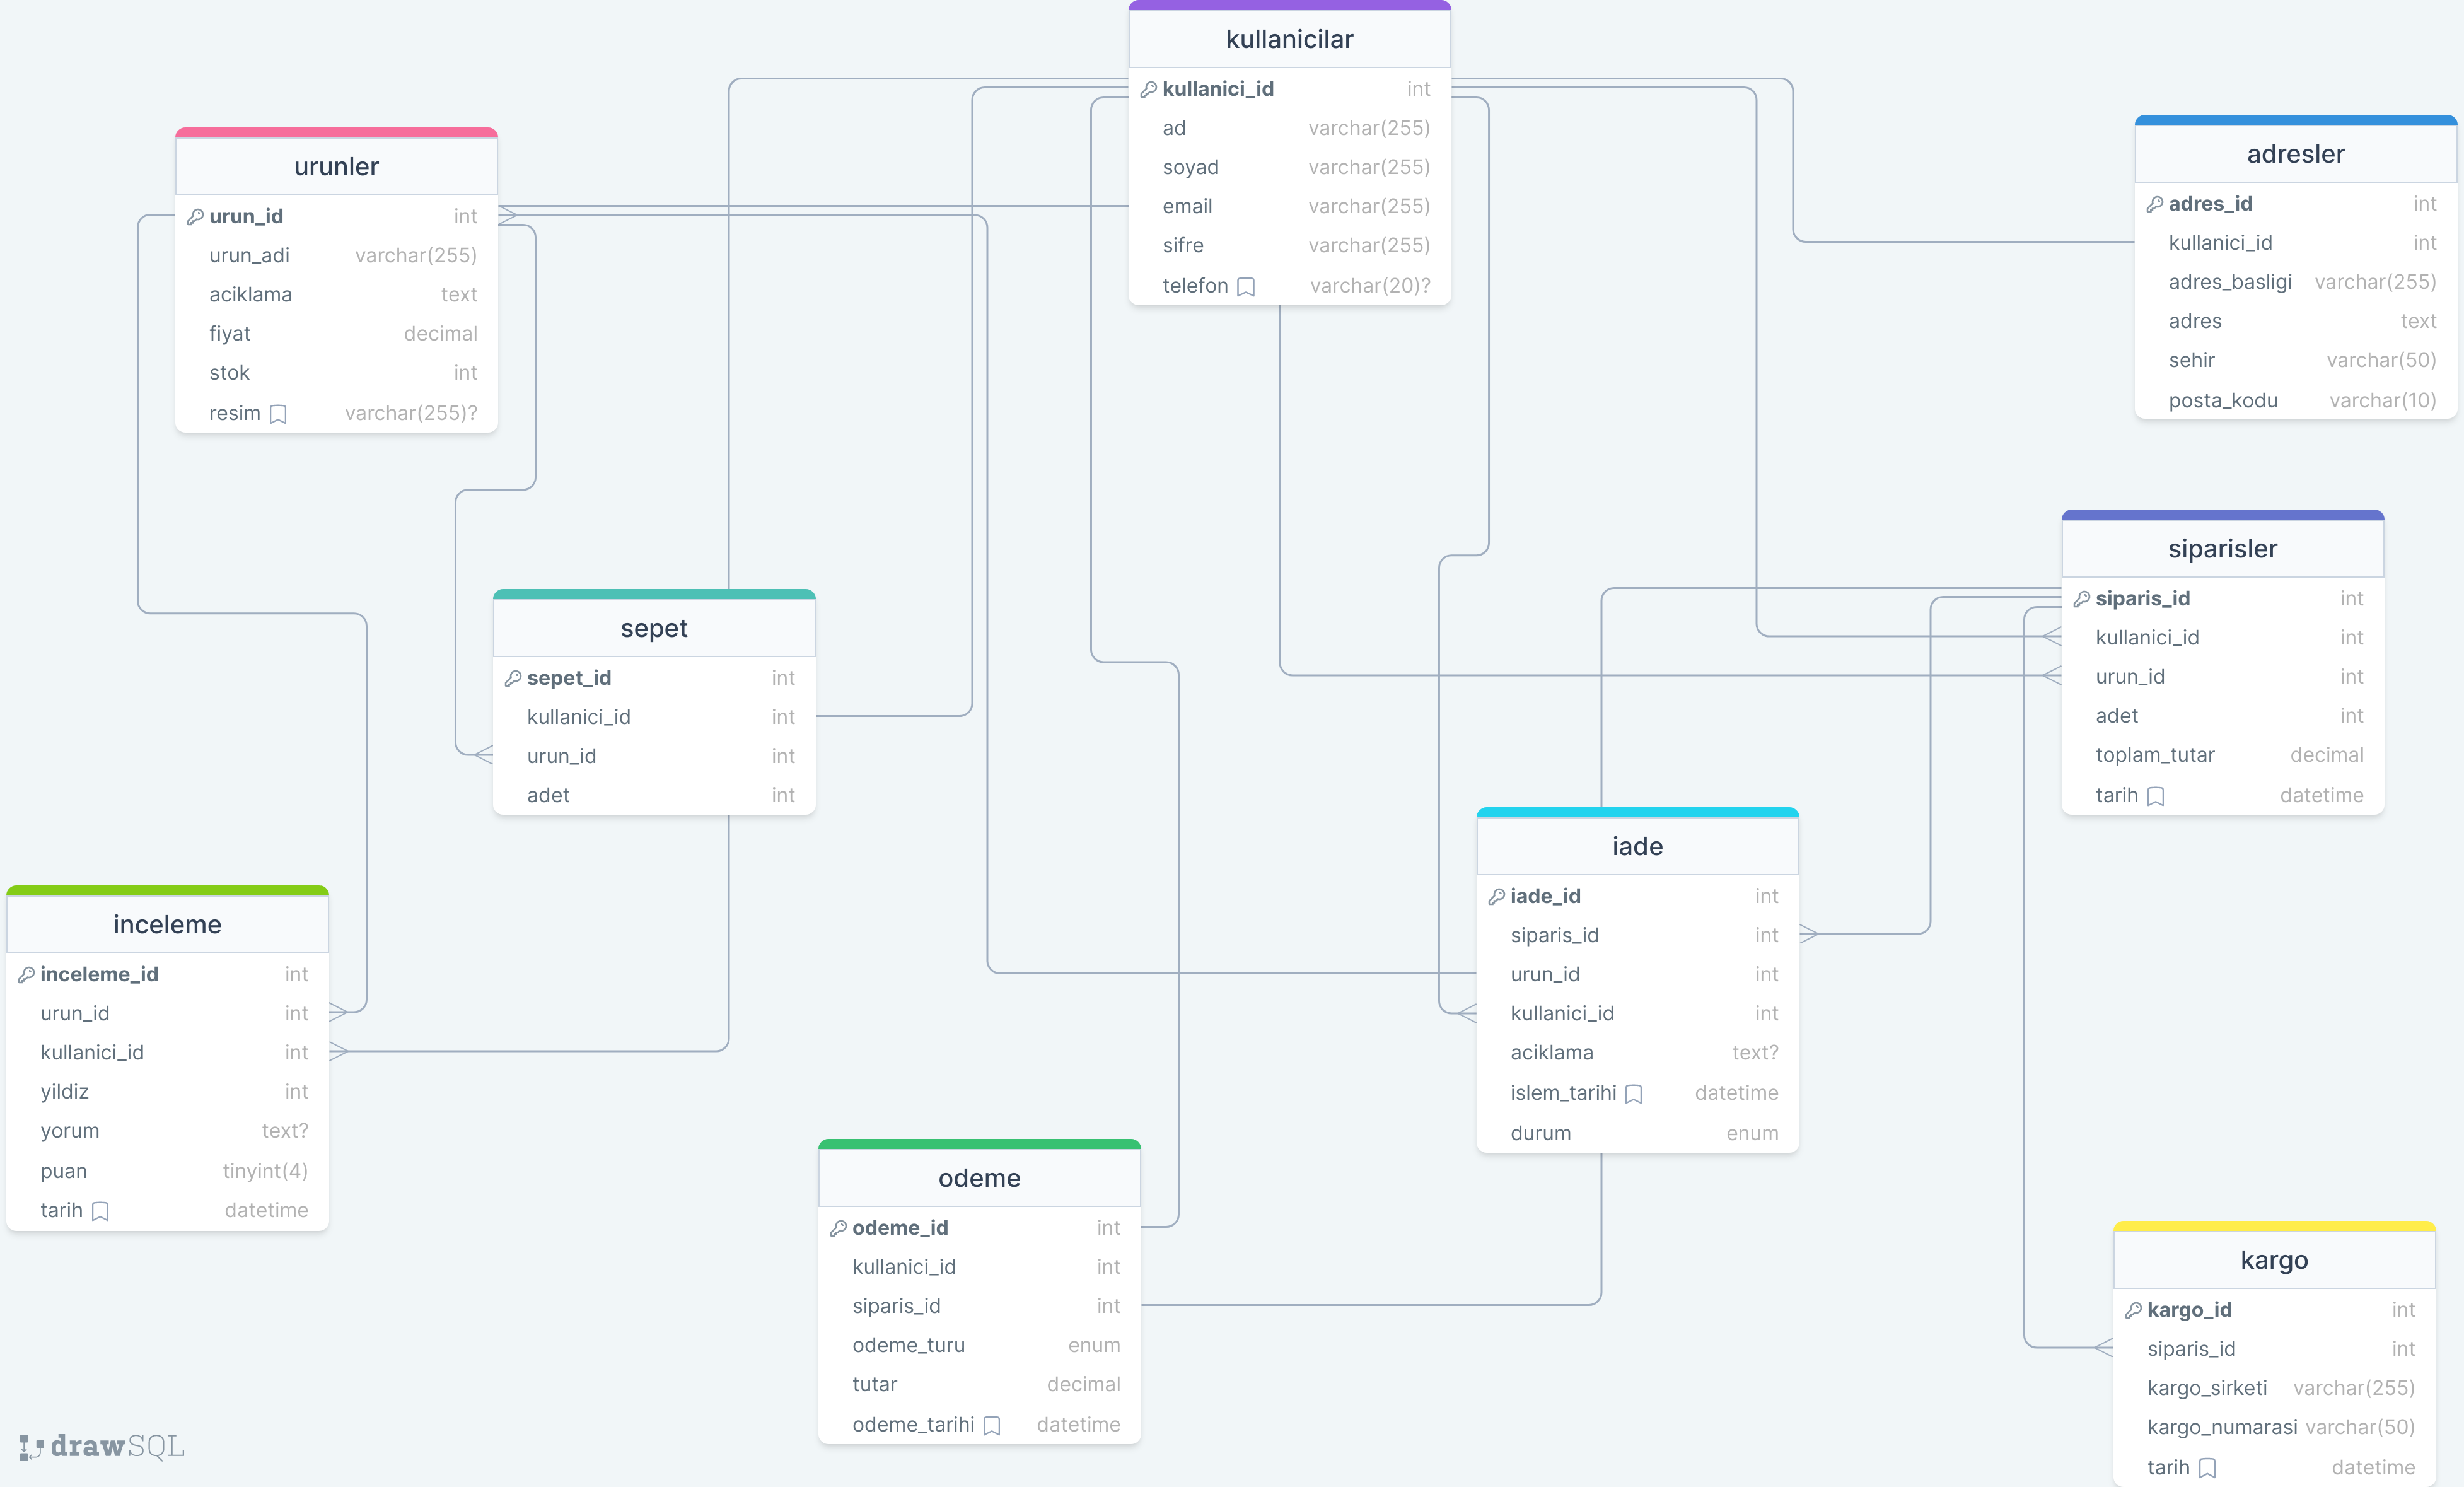 kullanicilar
kullanici_id int
ad varchar(255)
soyad varchar(255)
email varchar(255)
sifre varchar(255)
telefon varchar(20)?
urunler
urun_id int
urun_adi varchar(255)
aciklama text
fiyat decimal
stok int
resim varchar(255)?
adresler
adres_id int
kullanici_id int
adres_basligi varchar(255)
adres text
sehir varchar(50)
posta_kodu varchar(10)
siparisler
siparis_id int
kullanici_id int
urun_id int
adet int
toplam_tutar decimal
tarih datetime
sepet
sepet_id int
kullanici_id int
urun_id int
adet int
iade
iade_id int
siparis_id int
urun_id int
kullanici_id int
aciklama text?
islem_tarihi datetime
durum enum
inceleme
inceleme_id int
urun_id int
kullanici_id int
yildiz int
yorum text?
puan tinyint(4)
tarih datetime
odeme
odeme_id int
kullanici_id int
siparis_id int
odeme_turu enum
tutar decimal
odeme_tarihi datetime
kargo
kargo_id int
siparis_id int
kargo_sirketi varchar(255)
kargo_numarasi varchar(50)
tarih datetime
drawSQL